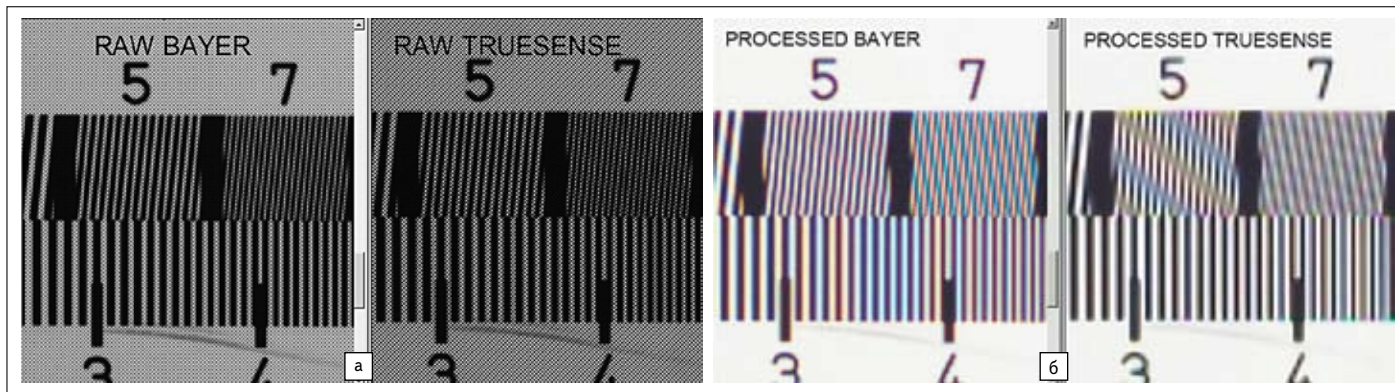 RAW BAYER
RAW TRUESENSE
5 7
5 7
3 4
3 4
а
PROCESSED BAYER
PROCESSED TRUESENSE
5 7
5 7
3 4
3 4
б